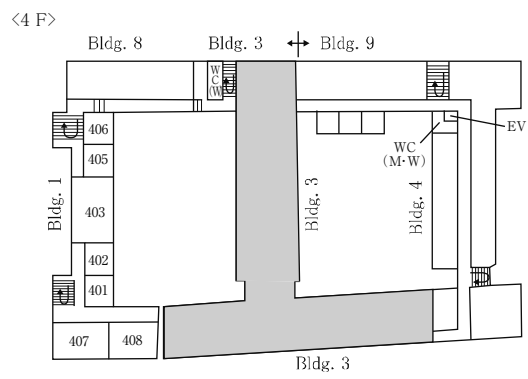 <4 F>
Bldg. 8
Bldg. 3
Bldg. 9
W
C
(W
406
405
403
402
401
407
408
Bldg. 1
Bldg. 3
Bldg. 4
WC
(M·W)
EV
Bldg. 3